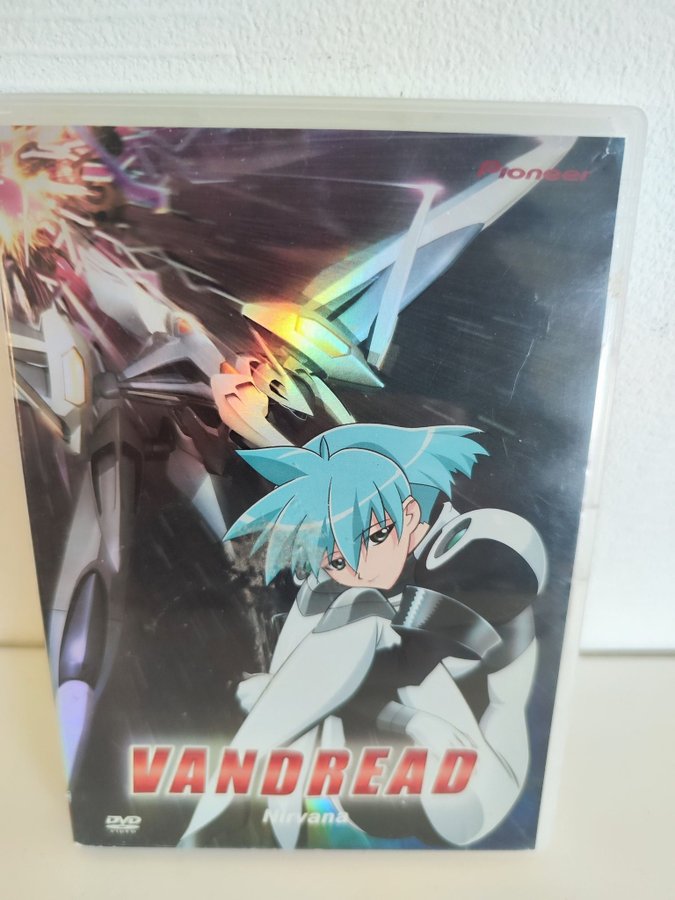 Pioneer
VANDREAD
Nirvana
DVD
VIDEO